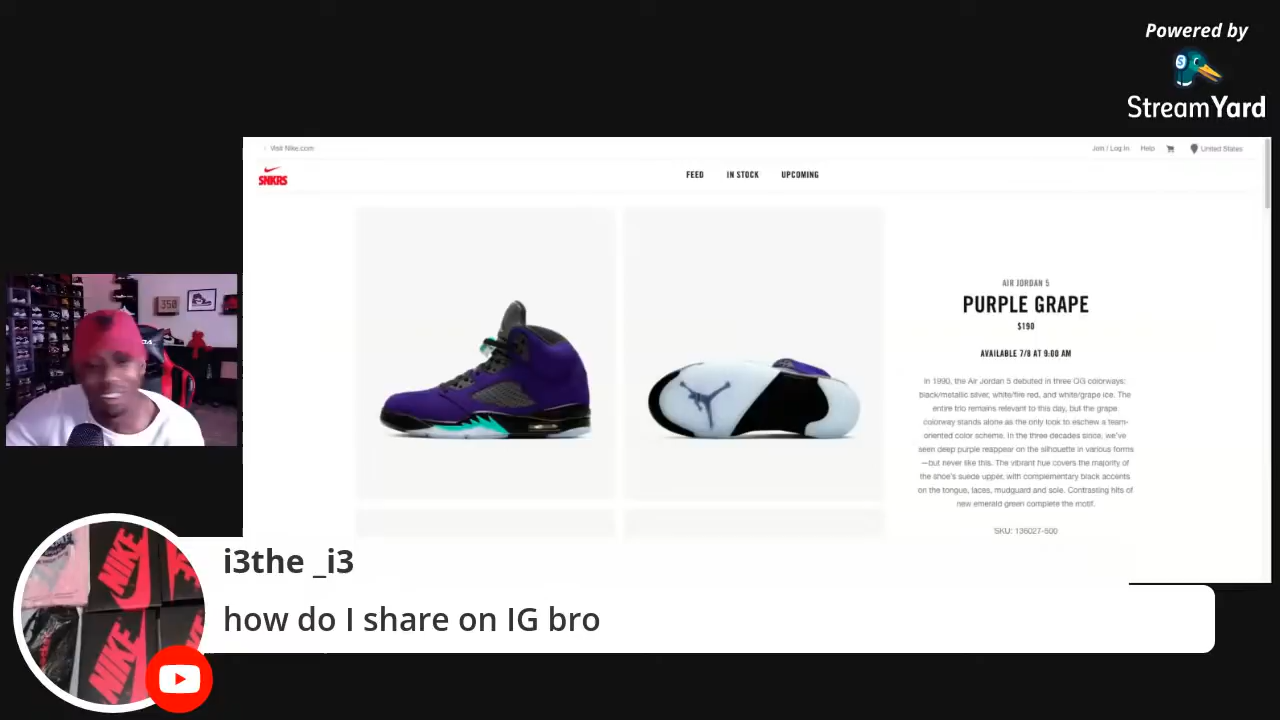 Powered by
StreamYard
Visit Nike.com
Join / Log In Help United States
SNKRS
FEED IN STOCK UPCOMING
AIR JORDAN 5
PURPLE GRAPE
$190
AVAILABLE 7/8 AT 9:00 AM
In 1990, the Air Jordan 5 debuted in three OG colorways:
black/metallic silver, white/fire red, and white/grape ice. The
entire trio remains relevant to this day, but the grape
colorway stands alone as the only look to eschew a team-
oriented color scheme. In the three decades since, we've
seen deep purple reappear on the silhouette in various forms
—but never like this. The vibrant hue covers the majority of
the shoe's suede upper, with complementary black accents
on the tongue, laces, mudguard and sole. Contrasting hits of
new emerald green complete the motif.
SKU: 136027-500
350
i3the _i3
how do I share on IG bro
NIKE
NIKE